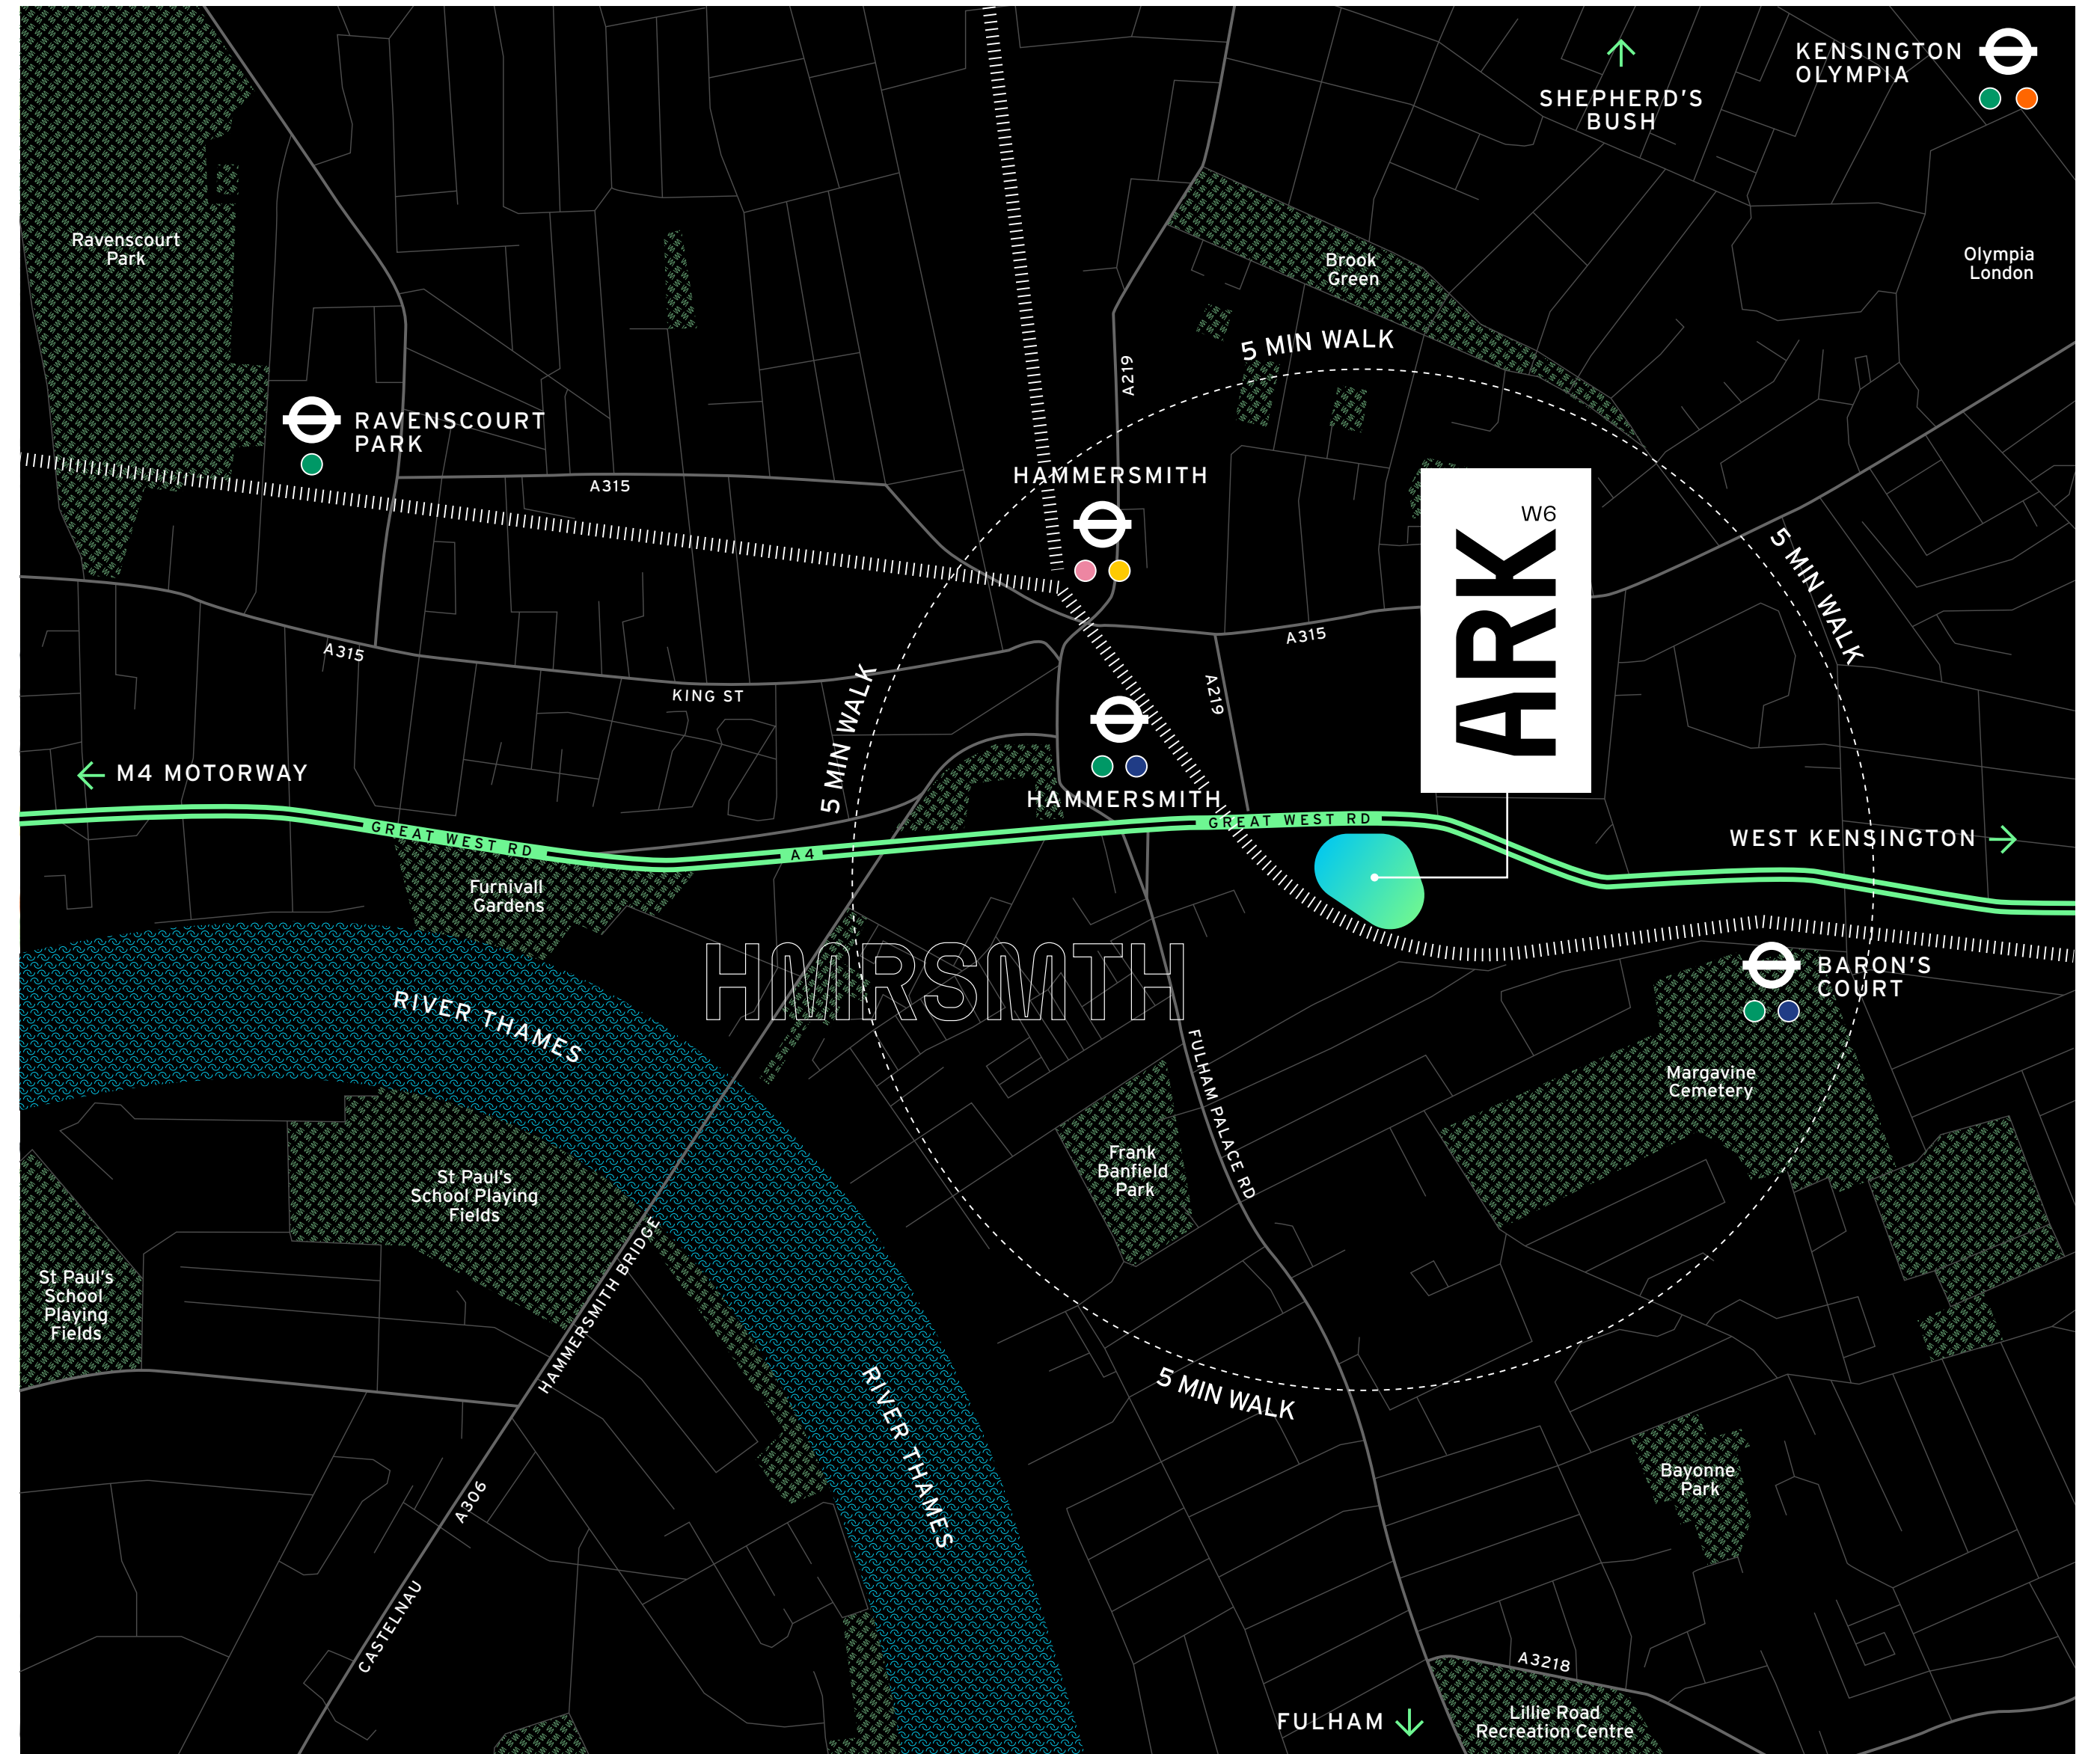 KENSINGTON
OLYMPIA
SHEPHERD'S
BUSH
Ravenscourt
Park
Brook
Green
Olympia
London
5 MIN WALK
A219
RAVENSCOURT
PARK
A315
HAMMERSMITH
W6
ARK
5 MIN WALK
A315
A315
KING ST
A219
5 MIN WALK
M4 MOTORWAY
HAMMERSMITH
GREAT WEST RD
GREAT WEST RD
A4
WEST KENSINGTON
Furnivall
Gardens
HMRSMTH
BARON'S
COURT
RIVER THAMES
FULHAM PALACE RD
Margavine
Cemetery
Frank
Banfield
Park
St Paul's
School Playing
Fields
HAMMERSMITH BRIDGE
St Paul's
School
Playing
Fields
RIVER THAMES
5 MIN WALK
Bayonne
Park
A306
CASTELNAU
A3218
FULHAM
Lillie Road
Recreation Centre